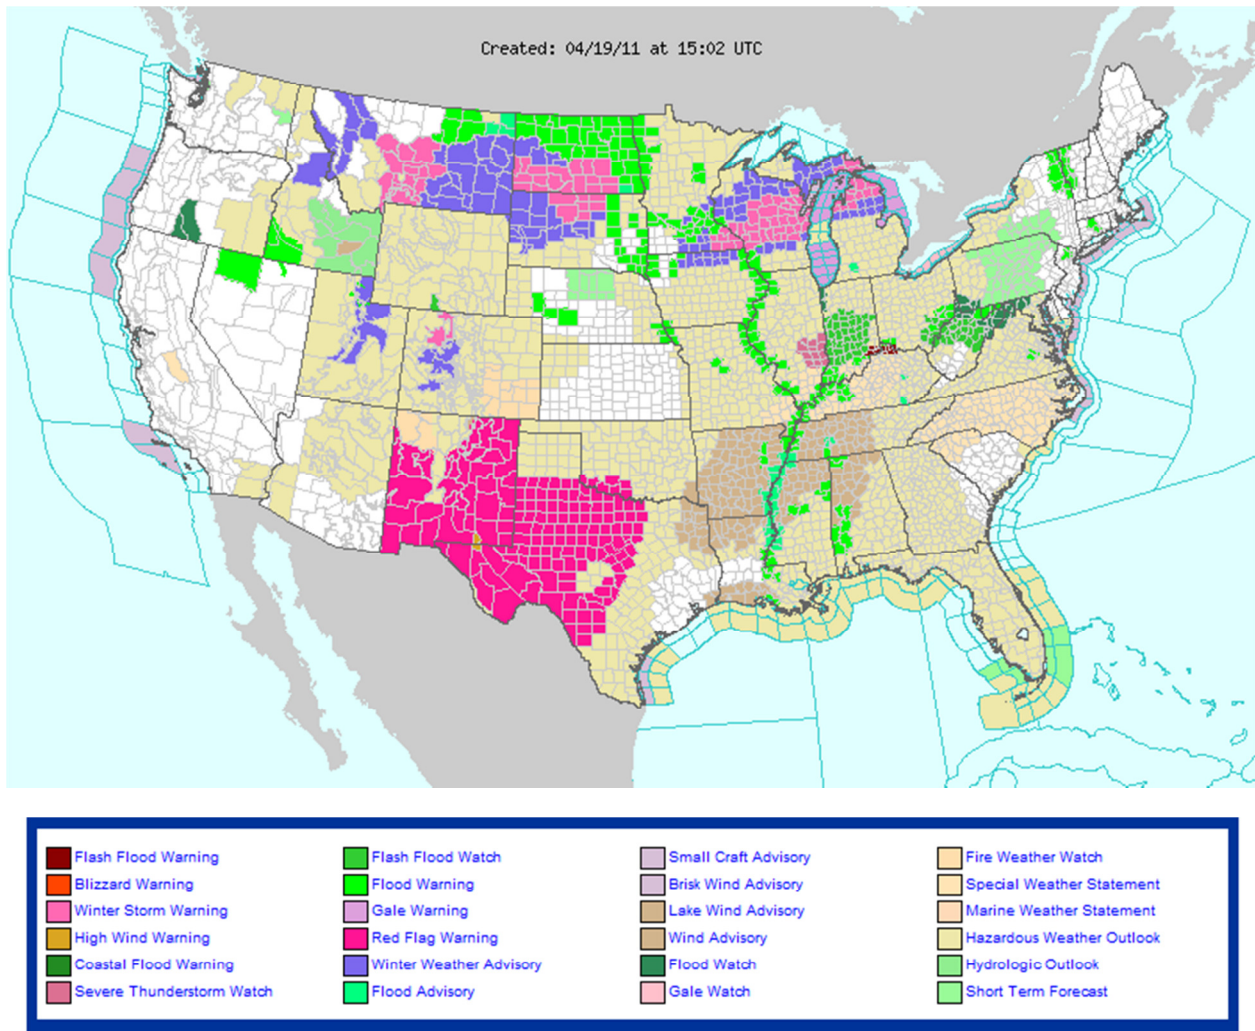 Created: 04/19/11 at 15:02 UTC
Flash Flood Warning
Blizzard Warning
Winter Storm Warning
High Wind Warning
Coastal Flood Warning
Severe Thunderstorm Watch
Flash Flood Watch
Flood Warning
Gale Warning
Red Flag Warning
Winter Weather Advisory
Flood Advisory
Small Craft Advisory
Brisk Wind Advisory
Lake Wind Advisory
Wind Advisory
Flood Watch
Gale Watch
Fire Weather Watch
Special Weather Statement
Marine Weather Statement
Hazardous Weather Outlook
Hydrologic Outlook
Short Term Forecast